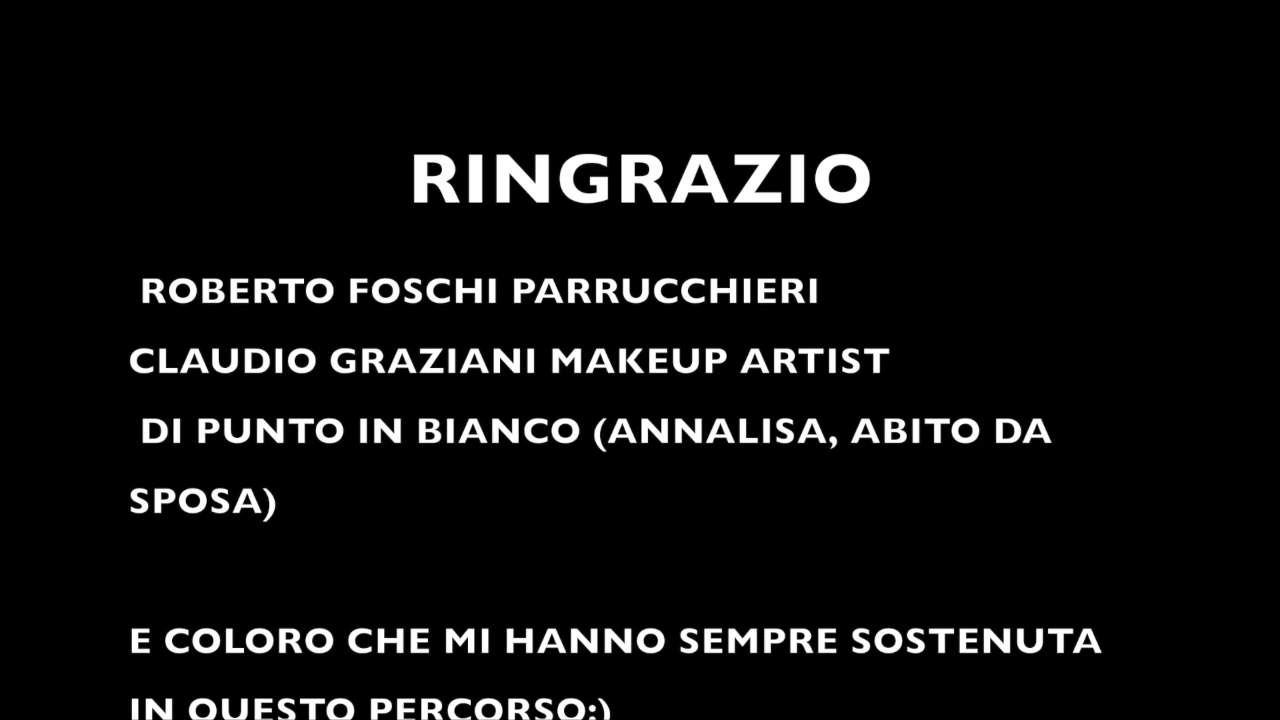 RINGRAZIO
ROBERTO FOSCHI PARRUCCHIERI
CLAUDIO GRAZIANI MAKEUP ARTIST
DI PUNTO IN BIANCO (ANNALISA, ABITO DA
SPOSA)
E COLORO CHE MI HANNO SEMPRE SOSTENUTA
IN QUESTO PERCORSO:)